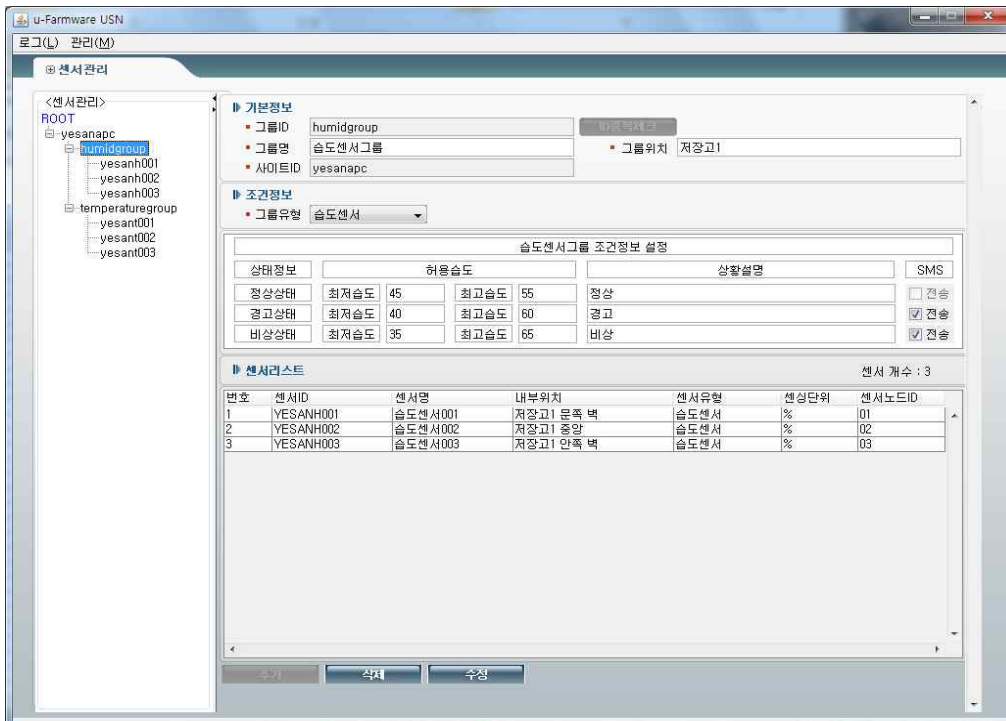 u-Farmware USN
로그(L) 관리(M)
센서관리
<센서관리>
ROOT
yesanapc
humidgroup
yesanh001
yesanh002
yesanh003
temperaturegroup
yesant001
yesant002
yesant003
기본정보
그룹ID humidgroup ID중복체크
그룹명 습도센서그룹 그룹위치 저장고1
사이트ID yesanapc
조건정보
그룹유형 습도센서
습도센서그룹 조건정보 설정
상태정보 허용습도 상황설명 SMS
정상상태 최저습도 45 최고습도 55 정상 전송
경고상태 최저습도 40 최고습도 60 경고 전송
비상상태 최저습도 35 최고습도 65 비상 전송
센서리스트 센서 개수 : 3
번호 센서ID 센서명 내부위치 센서유형 센싱단위 센서노드ID
1 YESANH001 습도센서001 저장고1 문쪽 벽 습도센서 % 01
2 YESANH002 습도센서002 저장고1 중앙 습도센서 % 02
3 YESANH003 습도센서003 저장고1 안쪽 벽 습도센서 % 03
추가 삭제 수정